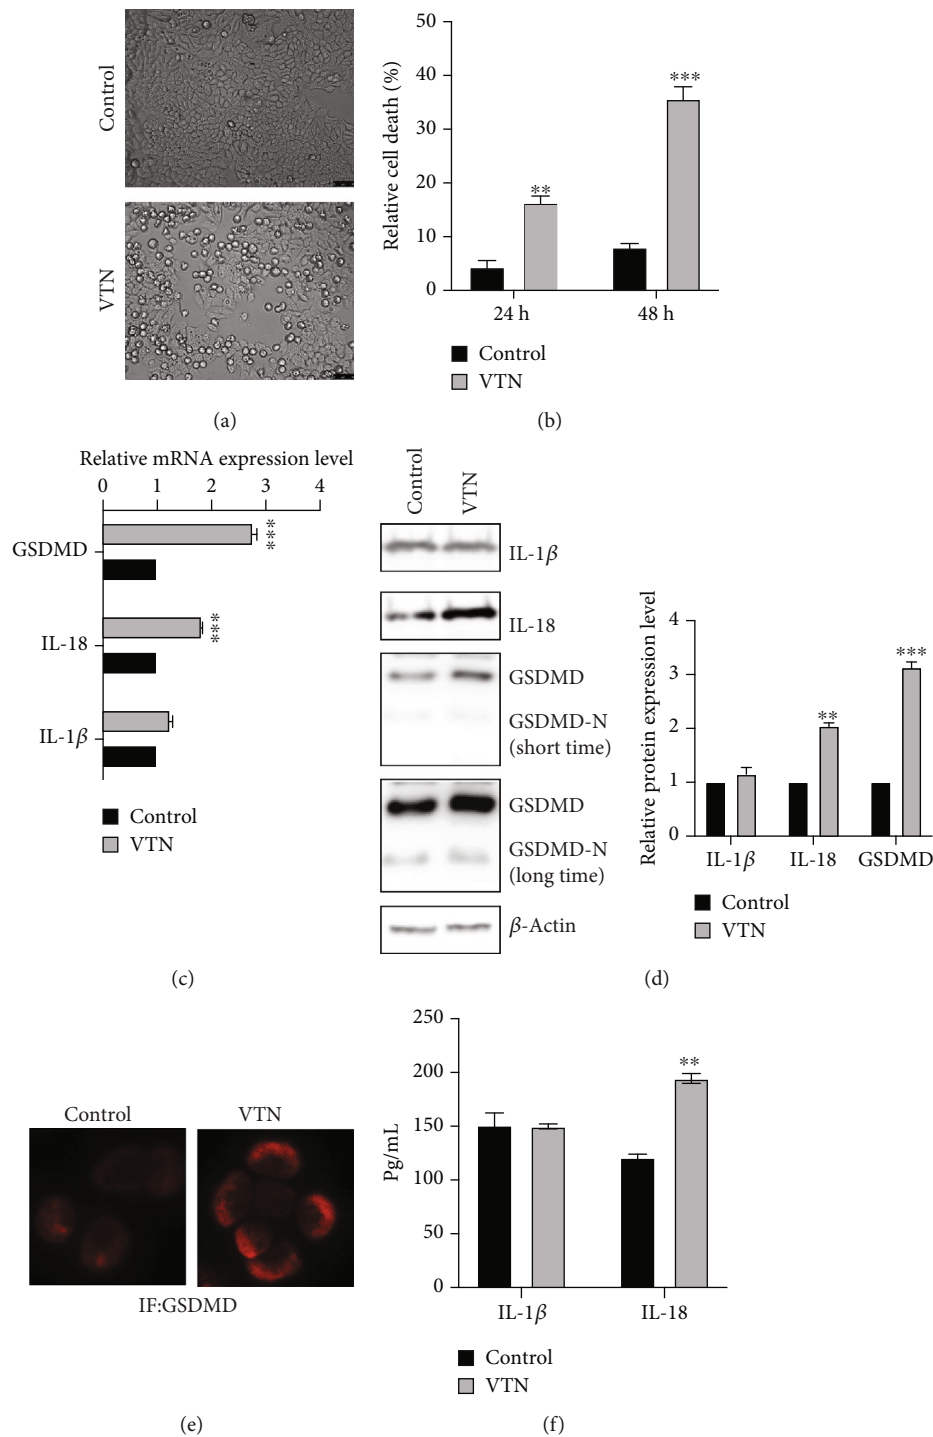 Control
VTN
(a)
Relative cell death (%)
50
40
30
20
10
0
**
***
24 h
48 h
Control
VTN
(b)
Relative mRNA expression level
0 1 2 3 4
GSDMD
***
IL-18
***
IL-1β
Control
VTN
(c)
Control
VTN
IL-1β
IL-18
GSDMD
GSDMD-N
(short time)
GSDMD
GSDMD-N
(long time)
β-Actin
Relative protein expression level
4
3
2
1
0
**
***
IL-1β IL-18 GSDMD
Control
VTN
(d)
Control VTN
IF:GSDMD
(e)
Pg/mL
250
200
150
100
50
0
**
IL-1β IL-18
Control
VTN
(f)